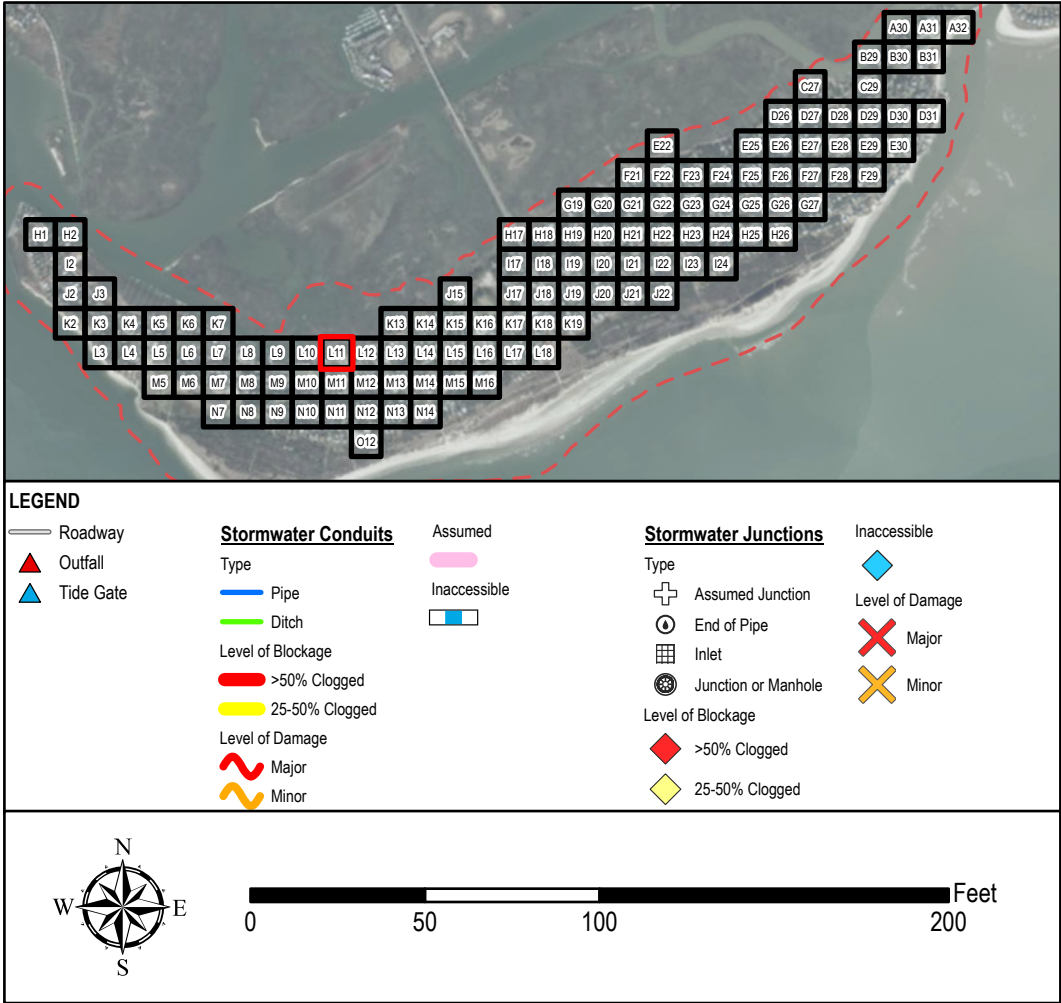 A30 A31 A32
B29 B30 B31
C27 C29
D26 D27 D28 D29 D30 D31
E22 E25 E26 E27 E28 E29 E30
F21 F22 F23 F24 F25 F26 F27 F28 F29
G19 G20 G21 G22 G23 G24 G25 G26 G27
H1 H2 H17 H18 H19 H20 H21 H22 H23 H24 H25 H26
I2 I17 I18 I19 I20 I21 I22 I23 I24
J2 J3 J15 J17 J18 J19 J20 J21 J22
K2 K3 K4 K5 K6 K7 K13 K14 K15 K16 K17 K18 K19
L3 L4 L5 L6 L7 L8 L9 L10 L11 L12 L13 L14 L15 L16 L17 L18
M5 M6 M7 M8 M9 M10 M11 M12 M13 M14 M15 M16
N7 N8 N9 N10 N11 N12 N13 N14
O12
LEGEND
Roadway
Outfall
Tide Gate
Stormwater Conduits
Type
Pipe
Ditch
Level of Blockage
>50% Clogged
25-50% Clogged
Level of Damage
Major
Minor
Assumed
Inaccessible
Stormwater Junctions
Type
Assumed Junction
End of Pipe
Inlet
Junction or Manhole
Level of Blockage
>50% Clogged
25-50% Clogged
Inaccessible
Level of Damage
Major
Minor
N
W E
S
Feet
0 50 100 200